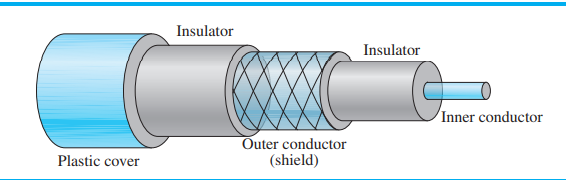 Insulator
Insulator
Inner conductor
Outer conductor
(shield)
Plastic cover